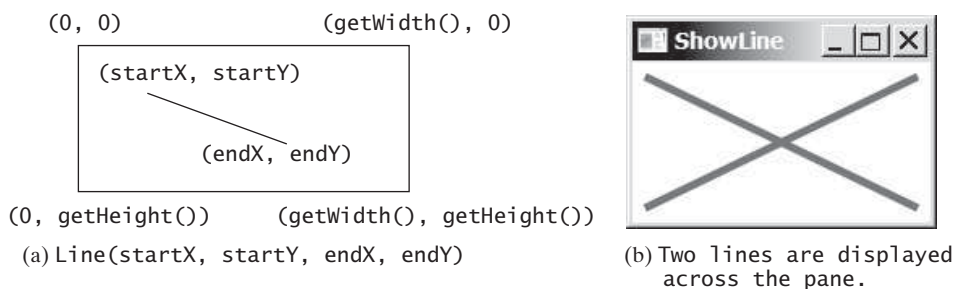 (0, 0)
(getWidth(), 0)
(startX, startY)
(endX, endY)
(0, getHeight())
(getWidth(), getHeight())
(a) Line(startX, startY, endX, endY)
ShowLine
(b) Two lines are displayed
across the pane.